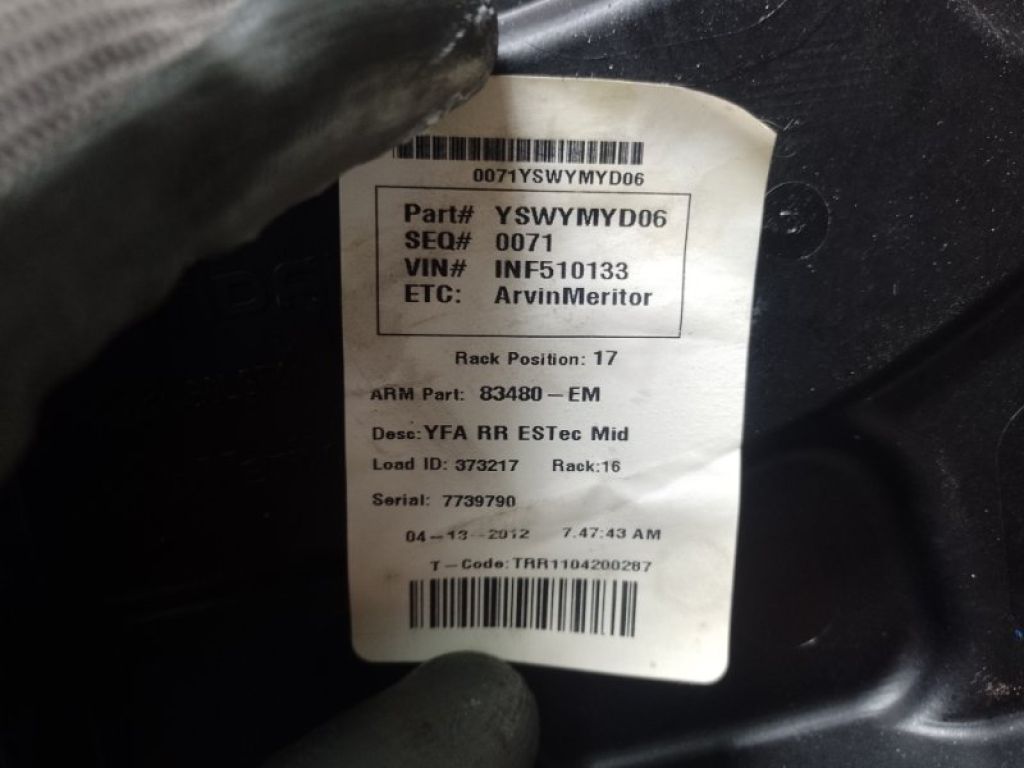 0071YSWYMYD06
Part# YSWYMYD06
SEQ# 0071
VIN# INF510133
ETC: ArvinMeritor
Rack Position: 17
ARM Part: 83480-EM
Desc: YFA RR ESTec Mid
Load ID: 373217 Rack:16
Serial: 7739790
04-13-2012 7.47:43 AM
T-Code: TRR1104200287